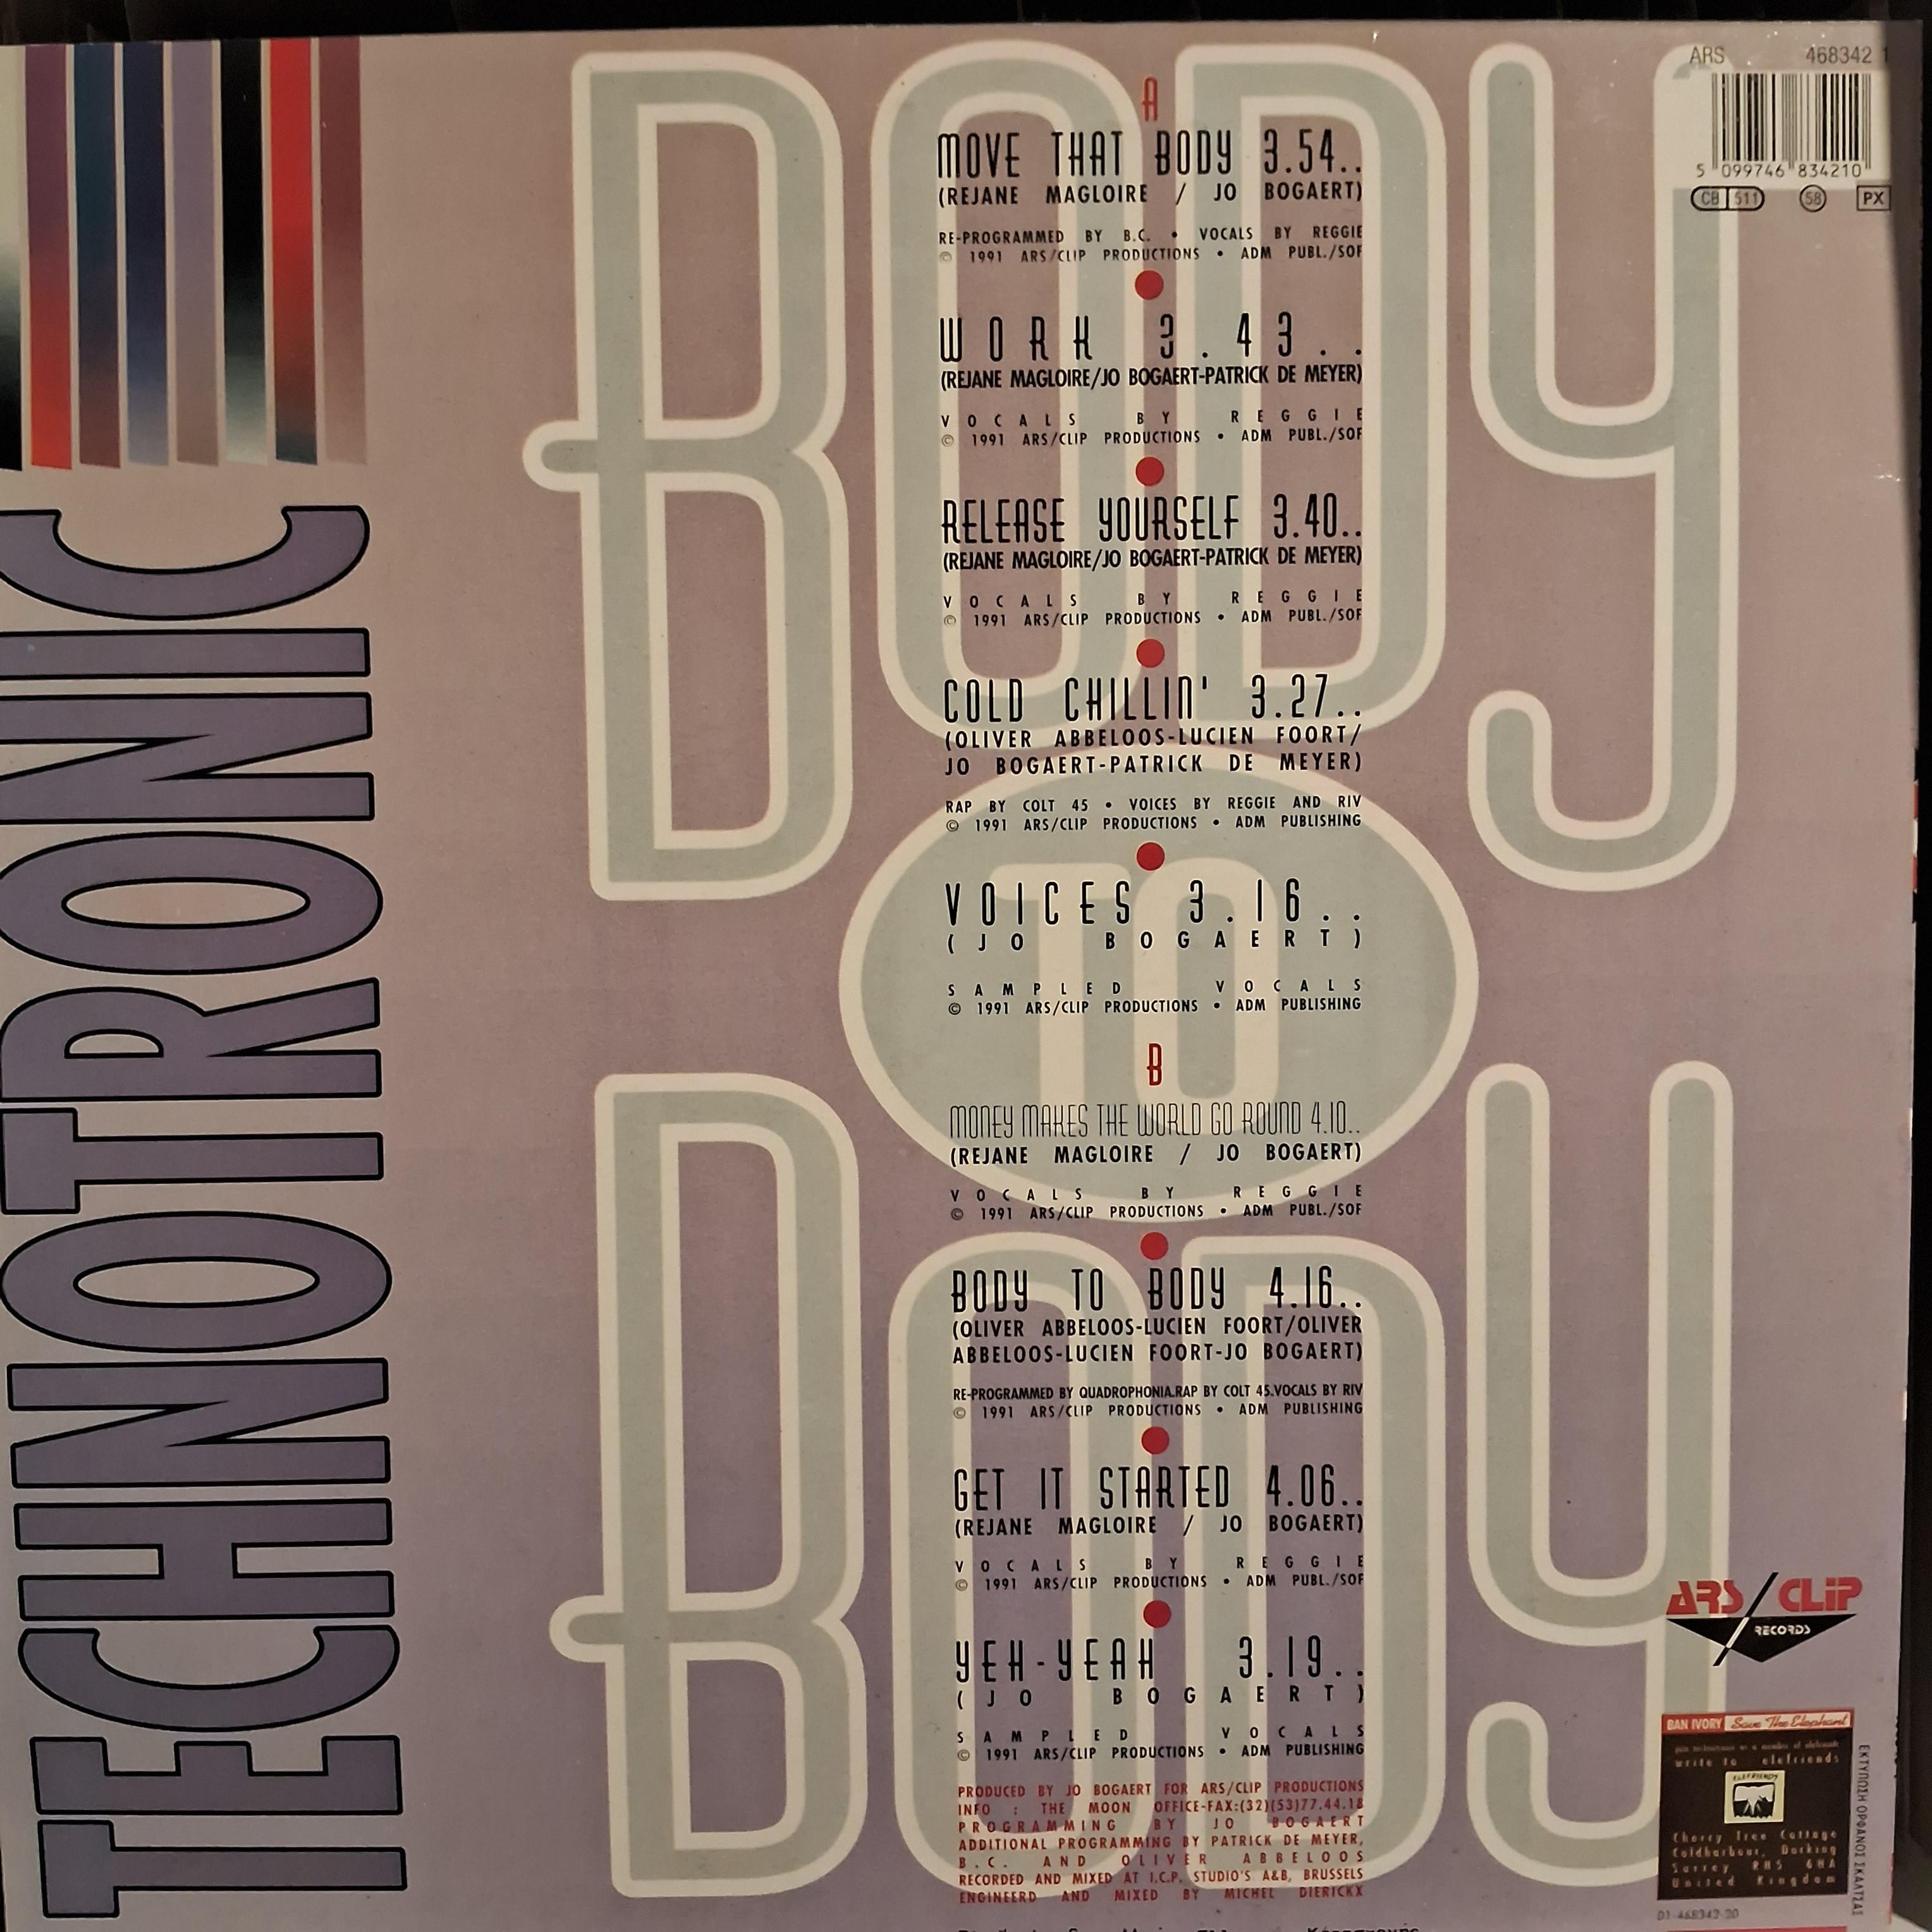 TECHNOTRONIC
BODY
TO
BODY
ARS 468342 1
5 099746 834210
CB 511 58 PX
A
MOVE THAT BODY 3.54..
(REJANE MAGLOIRE / JO BOGAERT)
RE-PROGRAMMED BY B.C. • VOCALS BY REGGIE
© 1991 ARS/CLIP PRODUCTIONS • ADM PUBL./SOF
WORK 3.43..
(REJANE MAGLOIRE/JO BOGAERT-PATRICK DE MEYER)
VOCALS BY REGGIE
© 1991 ARS/CLIP PRODUCTIONS • ADM PUBL./SOF
RELEASE YOURSELF 3.40..
(REJANE MAGLOIRE/JO BOGAERT-PATRICK DE MEYER)
VOCALS BY REGGIE
© 1991 ARS/CLIP PRODUCTIONS • ADM PUBL./SOF
COLD CHILLIN' 3.27..
(OLIVER ABBELOOS-LUCIEN FOORT/
JO BOGAERT-PATRICK DE MEYER)
RAP BY COLT 45 • VOICES BY REGGIE AND RIV
© 1991 ARS/CLIP PRODUCTIONS • ADM PUBLISHING
VOICES 3.16..
(JO BOGAERT)
SAMPLED VOCALS
© 1991 ARS/CLIP PRODUCTIONS • ADM PUBLISHING
B
MONEY MAKES THE WORLD GO ROUND 4.10..
(REJANE MAGLOIRE / JO BOGAERT)
VOCALS BY REGGIE
© 1991 ARS/CLIP PRODUCTIONS • ADM PUBL./SOF
BODY TO BODY 4.16..
(OLIVER ABBELOOS-LUCIEN FOORT/OLIVER
ABBELOOS-LUCIEN FOORT-JO BOGAERT)
RE-PROGRAMMED BY QUADROPHONIA.RAP BY COLT 45.VOCALS BY RIV
© 1991 ARS/CLIP PRODUCTIONS • ADM PUBLISHING
GET IT STARTED 4.06..
(REJANE MAGLOIRE / JO BOGAERT)
VOCALS BY REGGIE
© 1991 ARS/CLIP PRODUCTIONS • ADM PUBL./SOF
YEH-YEAH 3.19..
(JO BOGAERT)
SAMPLED VOCALS
© 1991 ARS/CLIP PRODUCTIONS • ADM PUBLISHING
PRODUCED BY JO BOGAERT FOR ARS/CLIP PRODUCTIONS
INFO : THE MOON OFFICE-FAX:(32)(53)77.44.18
PROGRAMMING BY JO BOGAERT
ADDITIONAL PROGRAMMING BY PATRICK DE MEYER,
B.C. AND OLIVER ABBELOOS
RECORDED AND MIXED AT I.C.P. STUDIO'S A&B, BRUSSELS
ENGINEERD AND MIXED BY MICHEL DIERICKX
ARS/CLIP
RECORDS
BAN IVORY Save The Elephant
write to elefriends
ELEFRIENDS
Cherry Tree Cottage
Coldharbour, Dorking
Surrey RH5 6HA
United Kingdom
ΕΚΤΥΠΩΣΗ ΟΡΦΑΝΟΣ ΣΚΑΛΤΣΑΣ
01-468342-20